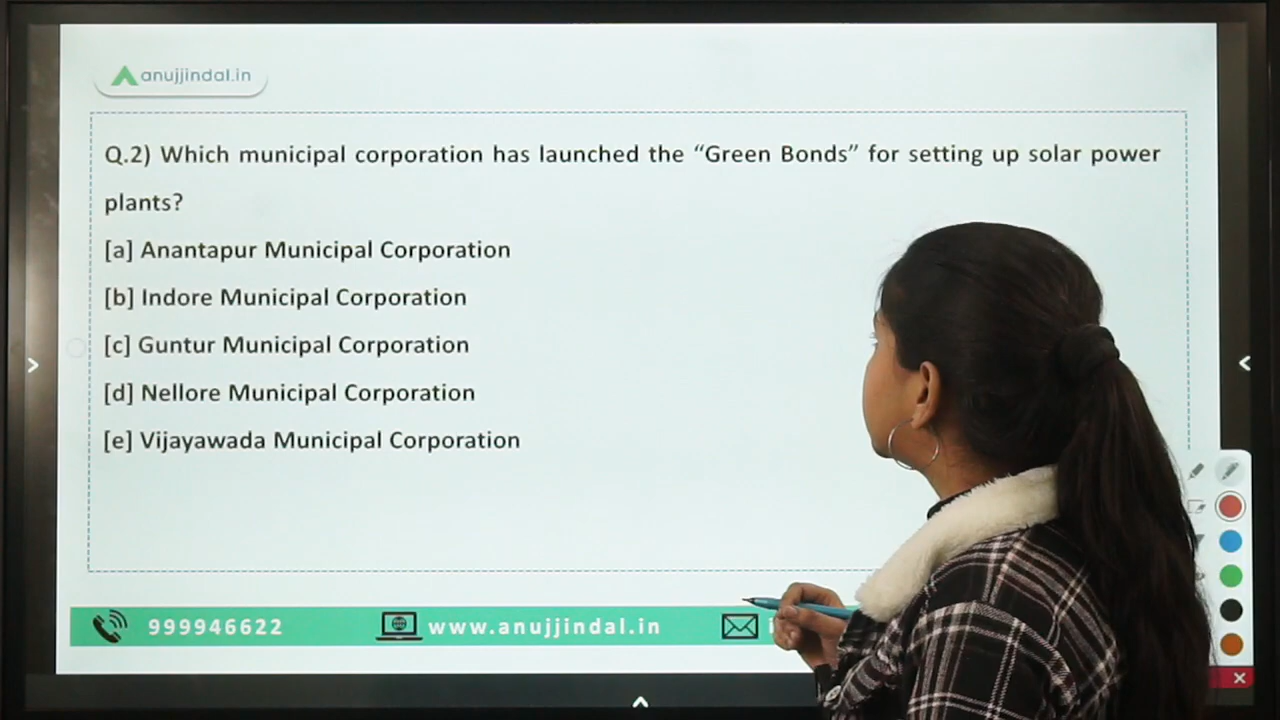 anujjindal.in
Q.2) Which municipal corporation has launched the “Green Bonds” for setting up solar power
plants?
[a] Anantapur Municipal Corporation
[b] Indore Municipal Corporation
[c] Guntur Municipal Corporation
[d] Nellore Municipal Corporation
[e] Vijayawada Municipal Corporation
999946622 www.anujjindal.in